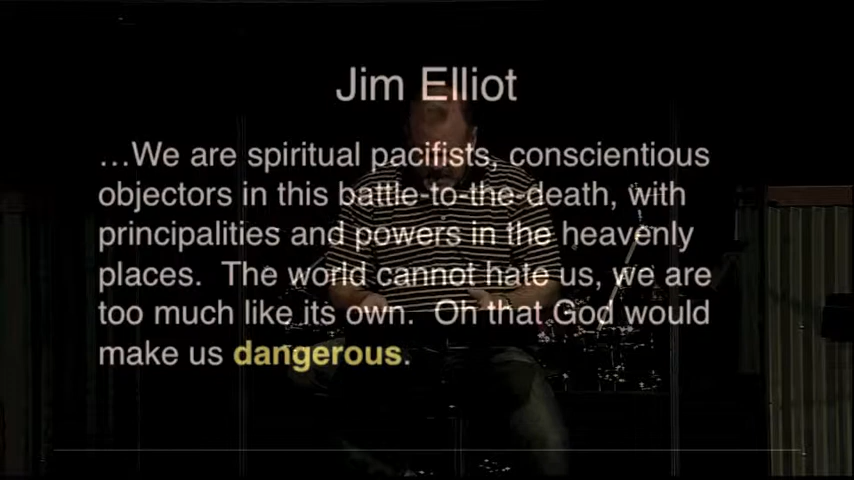 Jim Elliot
…We are spiritual pacifists, conscientious
objectors in this battle-to-the-death, with
principalities and powers in the heavenly
places.  The world cannot hate us, we are
too much like its own.  Oh that God would
make us dangerous.